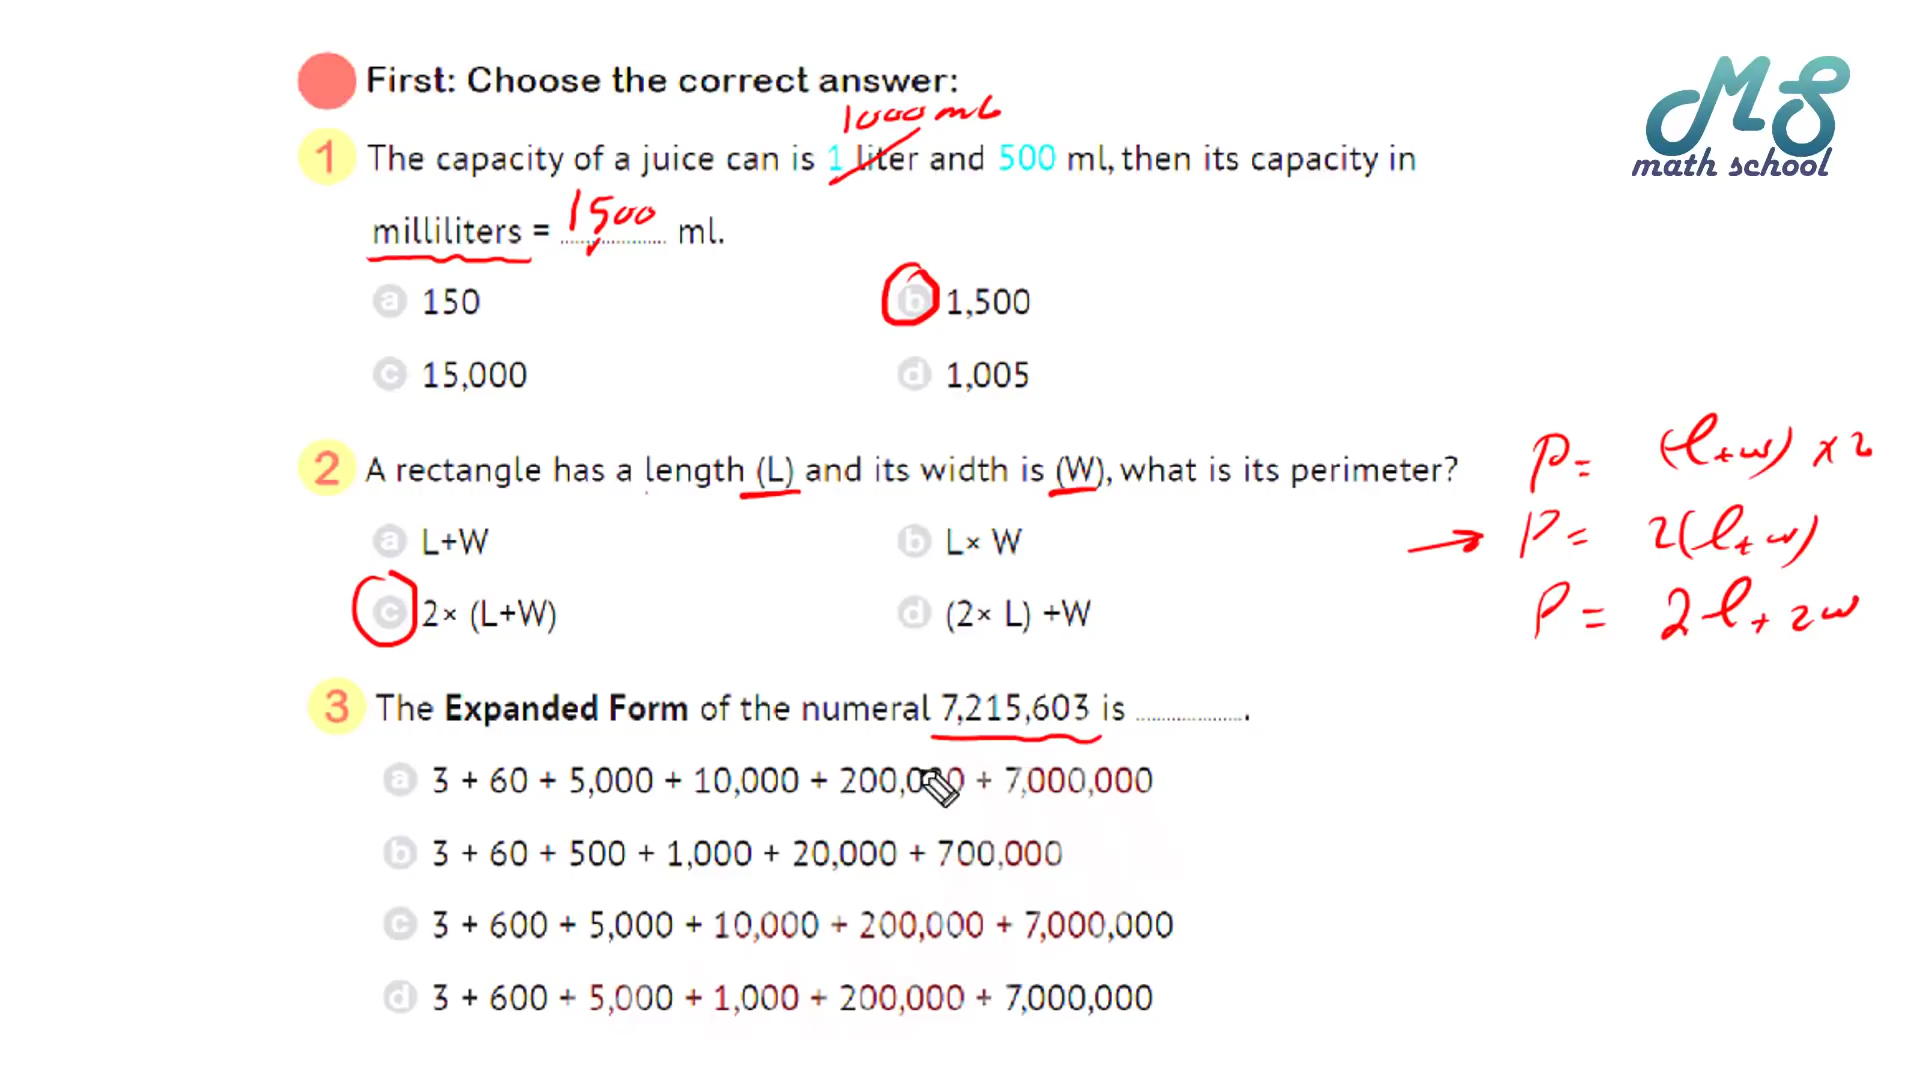 First: Choose the correct answer:
MS
math school
1000 ml
1 The capacity of a juice can is 1 liter and 500 ml, then its capacity in
milliliters = 1500 ml.
a 150
b 1,500
c 15,000
d 1,005
2 A rectangle has a length (L) and its width is (W), what is its perimeter?
a L+W
b L× W
c 2× (L+W)
d (2× L) +W
P = (l+w) × 2
→ P = 2(l+w)
P = 2l+2w
3 The Expanded Form of the numeral 7,215,603 is ..................... .
a 3 + 60 + 5,000 + 10,000 + 200,000 + 7,000,000
b 3 + 60 + 500 + 1,000 + 20,000 + 700,000
c 3 + 600 + 5,000 + 10,000 + 200,000 + 7,000,000
d 3 + 600 + 5,000 + 1,000 + 200,000 + 7,000,000